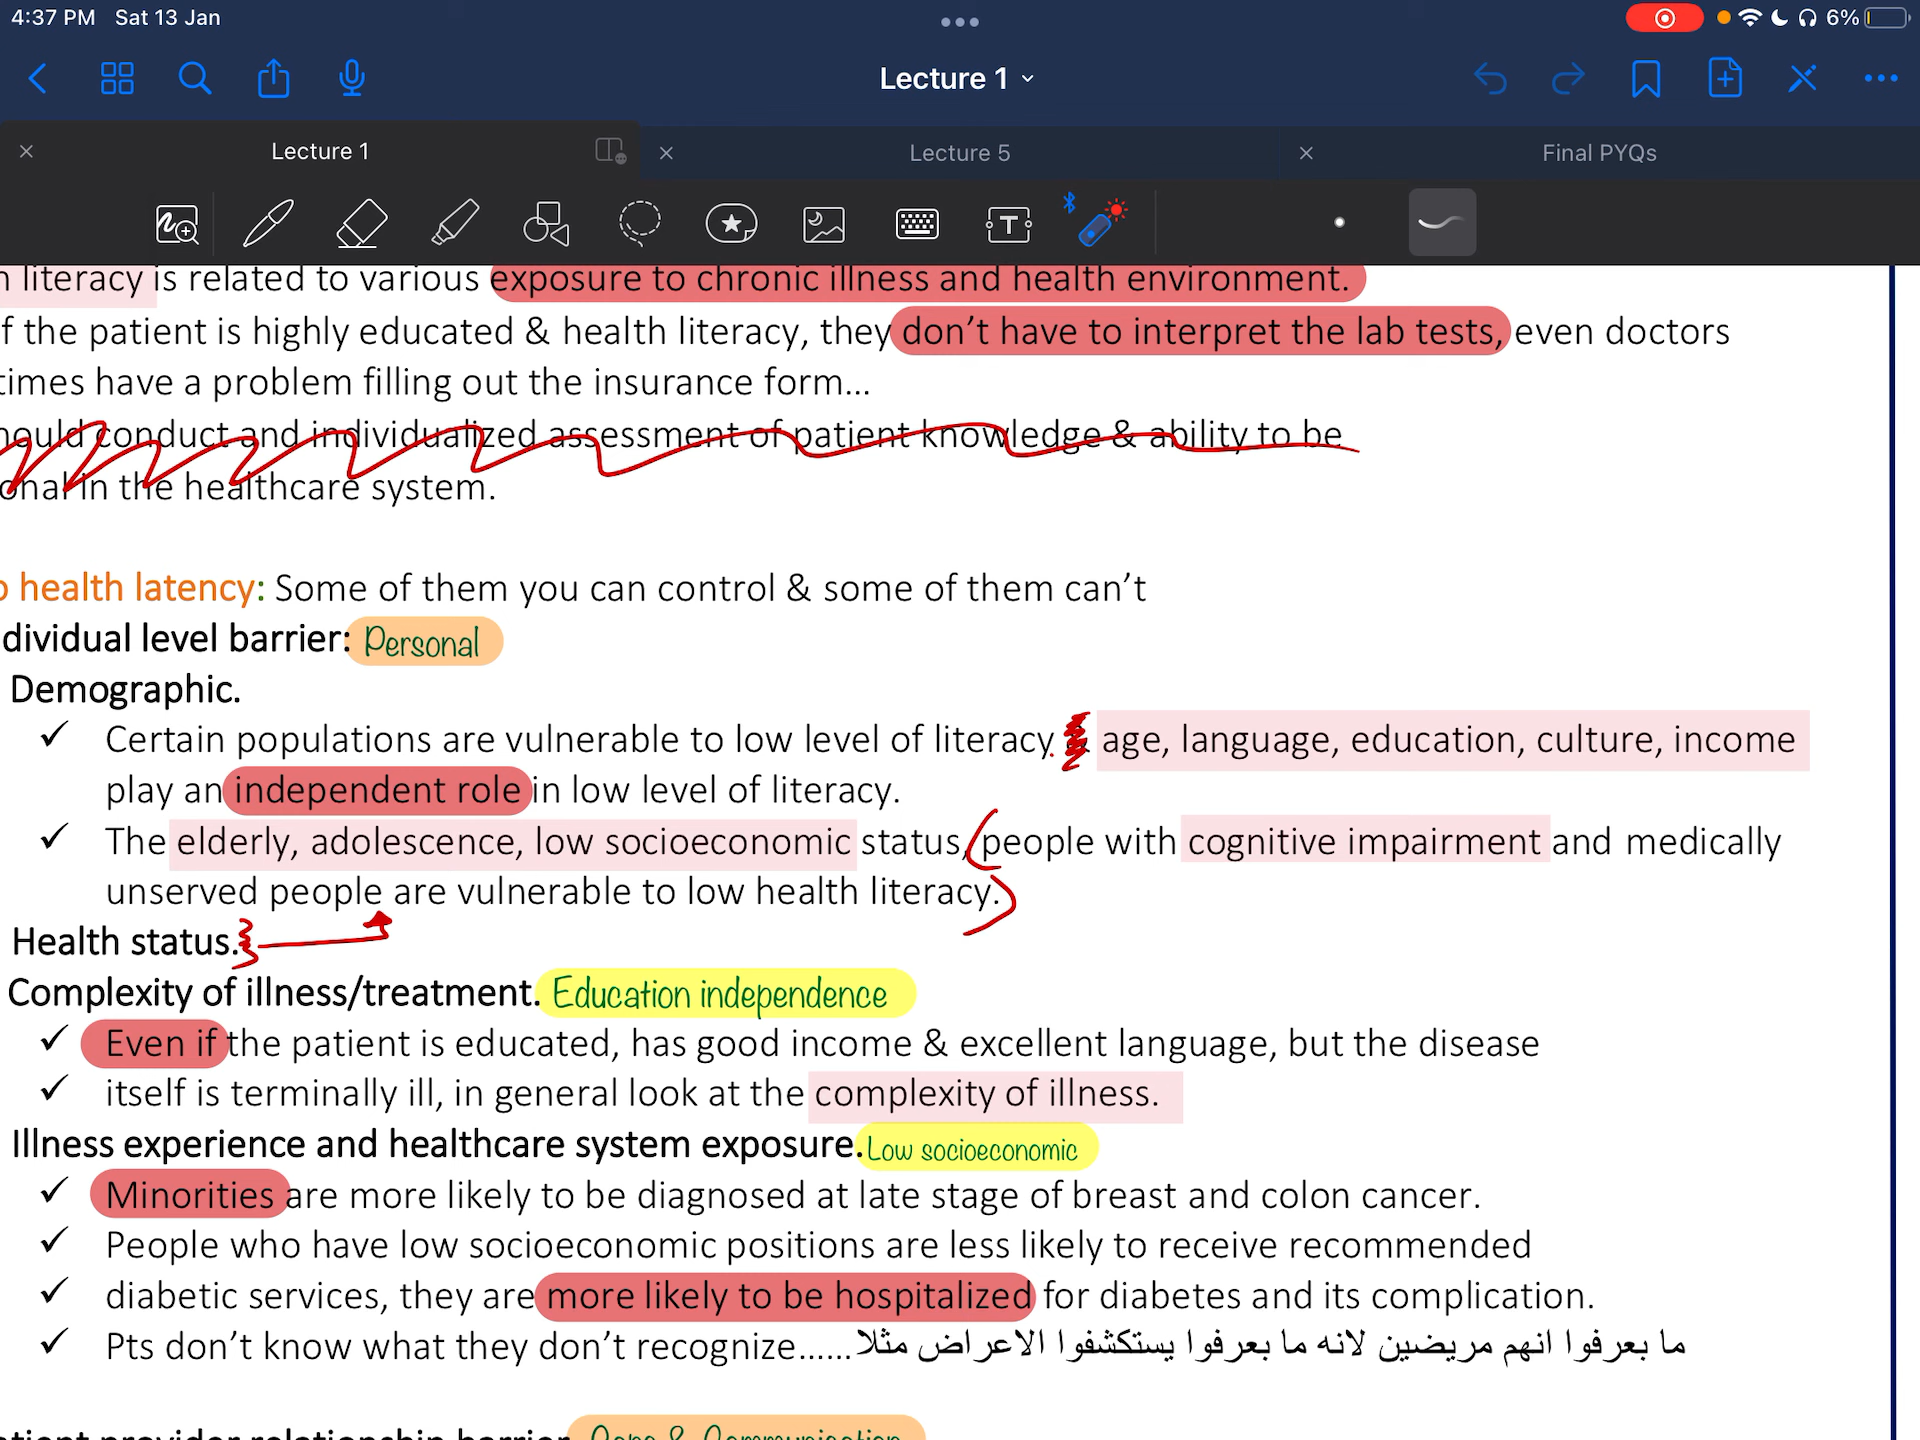 4:37 PM Sat 13 Jan
6%
Lecture 1
Lecture 1
Lecture 5
Final PYQs
literacy is related to various exposure to chronic illness and health environment.
f the patient is highly educated & health literacy, they don't have to interpret the lab tests, even doctors
times have a problem filling out the insurance form...
hould conduct and individualized assessment of patient knowledge & ability to be
onal in the healthcare system.
o health latency: Some of them you can control & some of them can't
dividual level barrier: Personal
Demographic.
✓ Certain populations are vulnerable to low level of literacy. age, language, education, culture, income
play an independent role in low level of literacy.
✓ The elderly, adolescence, low socioeconomic status, (people with cognitive impairment and medically
unserved people are vulnerable to low health literacy.)
Health status.
Complexity of illness/treatment. Education independence
✓ Even if the patient is educated, has good income & excellent language, but the disease
✓ itself is terminally ill, in general look at the complexity of illness.
Illness experience and healthcare system exposure. Low socioeconomic
✓ Minorities are more likely to be diagnosed at late stage of breast and colon cancer.
✓ People who have low socioeconomic positions are less likely to receive recommended
✓ diabetic services, they are more likely to be hospitalized for diabetes and its complication.
✓ Pts don't know what they don't recognize...... ما بعرفوا انهم مريضين لانه ما بعرفوا يستكشفوا الاعراض مثلا
atient provider relationship barrier & Communication